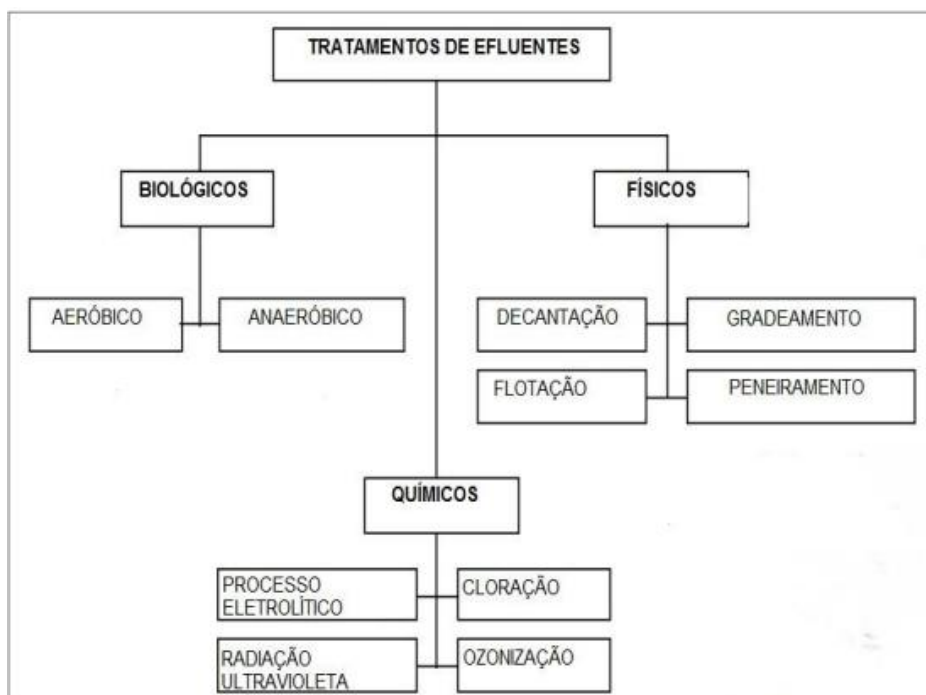 TRATAMENTOS DE EFLUENTES
BIOLÓGICOS
FÍSICOS
AERÓBICO
ANAERÓBICO
DECANTAÇÃO
GRADEAMENTO
FLOTAÇÃO
PENEIRAMENTO
QUÍMICOS
PROCESSO
ELETROLÍTICO
CLORAÇÃO
RADIAÇÃO
ULTRAVIOLETA
OZONIZAÇÃO